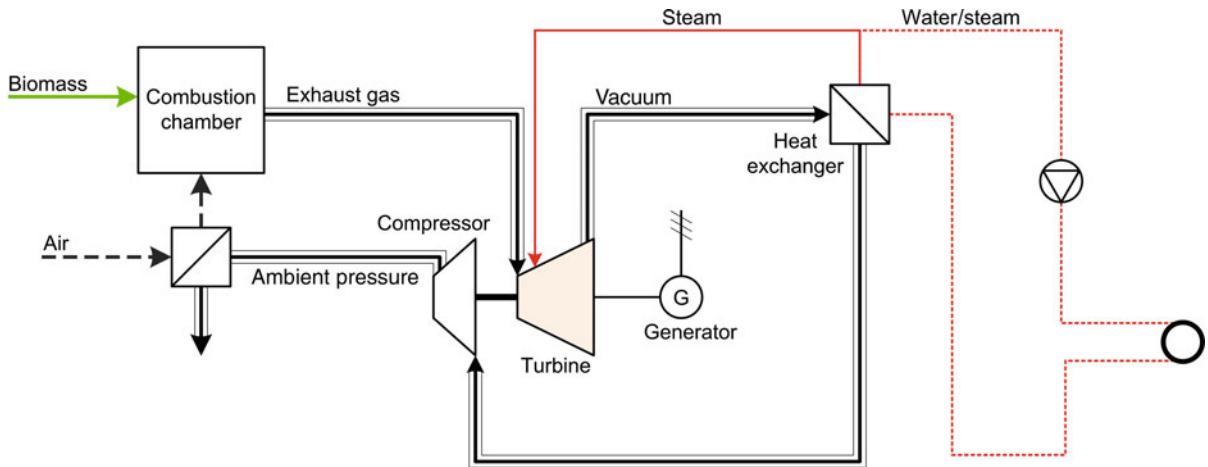 Steam
Water/steam
Biomass
Combustion
chamber
Exhaust gas
Vacuum
Heat
exchanger
Compressor
Air
Ambient pressure
G
Generator
Turbine